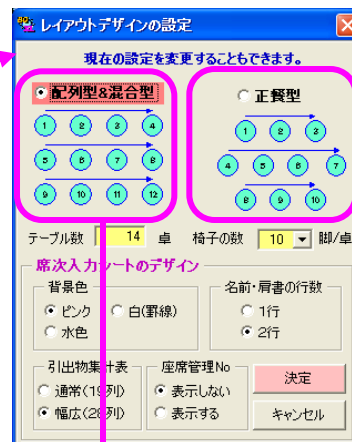 レイアウトデザインの設定
現在の設定を変更することもできます。
配列型&混合型
正餐型
1 2 3 4
5 6 7 8
9 10 11 12
1 2 3
4 5 6 7
8 9 10
テーブル数 14 卓 椅子の数 10 脚/卓
席次入力シートのデザイン
背景色
ピンク 白(罫線)
水色
名前・肩書の行数
1行
2行
引出物集計表
通常(19列)
幅広(28列)
座席管理No
表示しない
表示する
決定
キャンセル